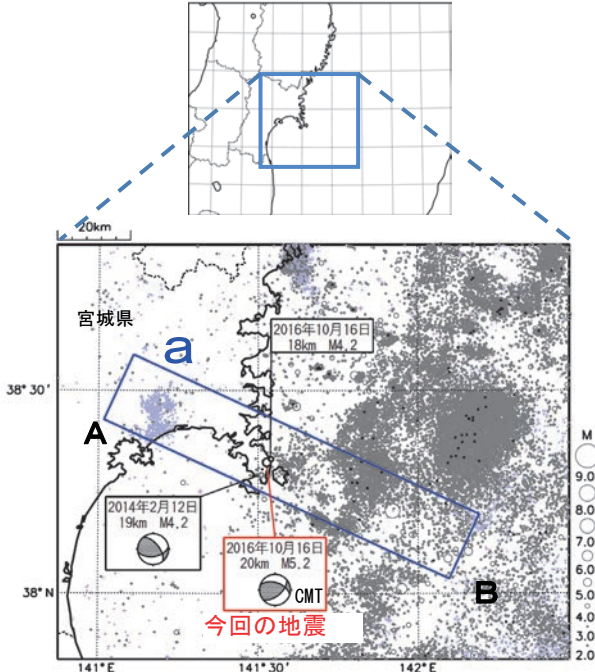 20km
宮城県
a
2016年10月16日
18km M4.2
38°30'
A
M
9.0
8.0
7.0
6.0
5.0
4.0
3.0
2.0
2014年2月12日
19km M4.2
2016年10月16日
20km M5.2
CMT
B
38°N
今回の地震
141°E
141°30'
142°E